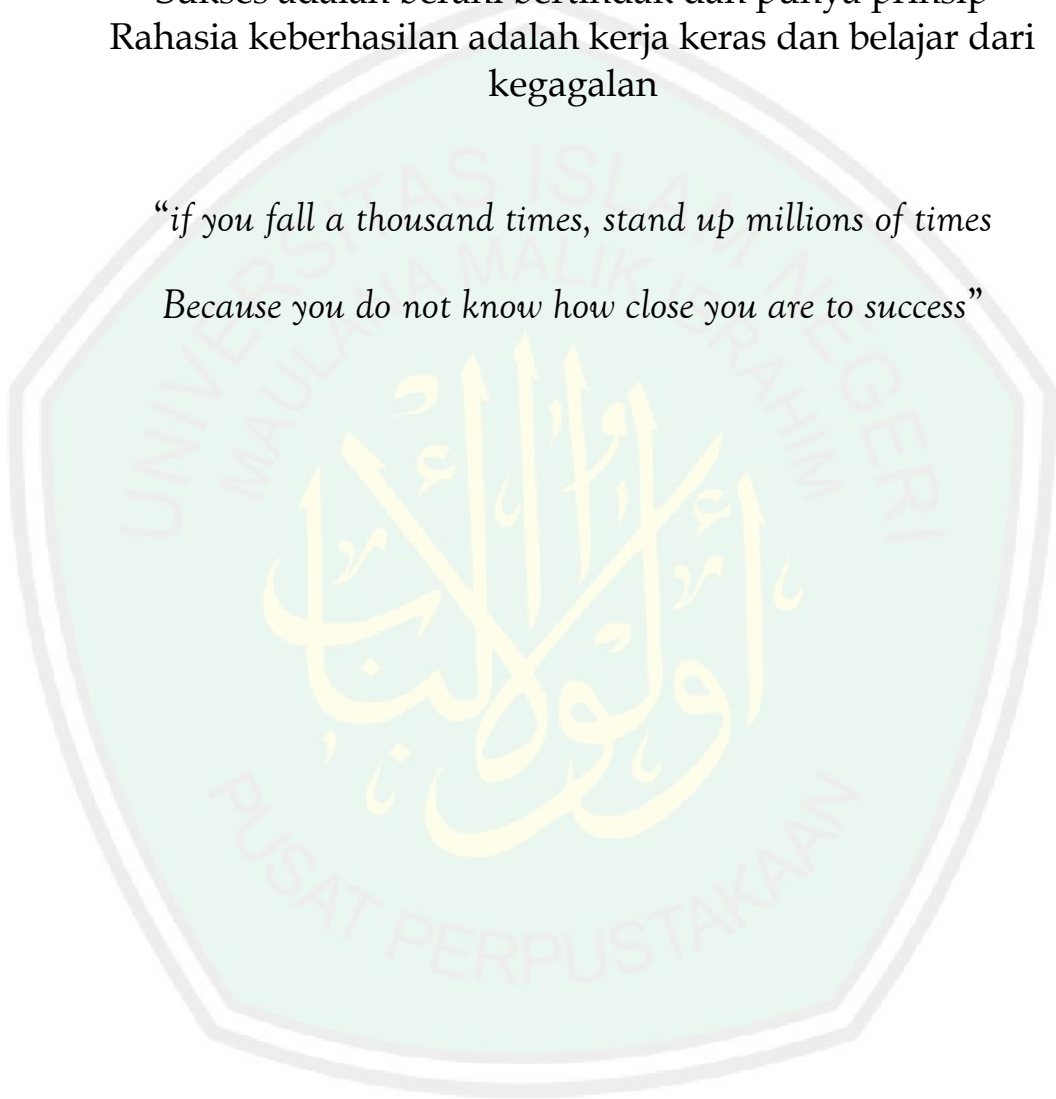 Sukses adalah berani bertindak dan punya prinsip
Rahasia keberhasilan adalah kerja keras dan belajar dari
kegagalan
“if you fall a thousand times, stand up millions of times
Because you do not know how close you are to success”
UNIVERSITAS ISLAM NEGERI
MAULANA MALIK IBRAHIM
PUSAT PERPUSTAKAAN